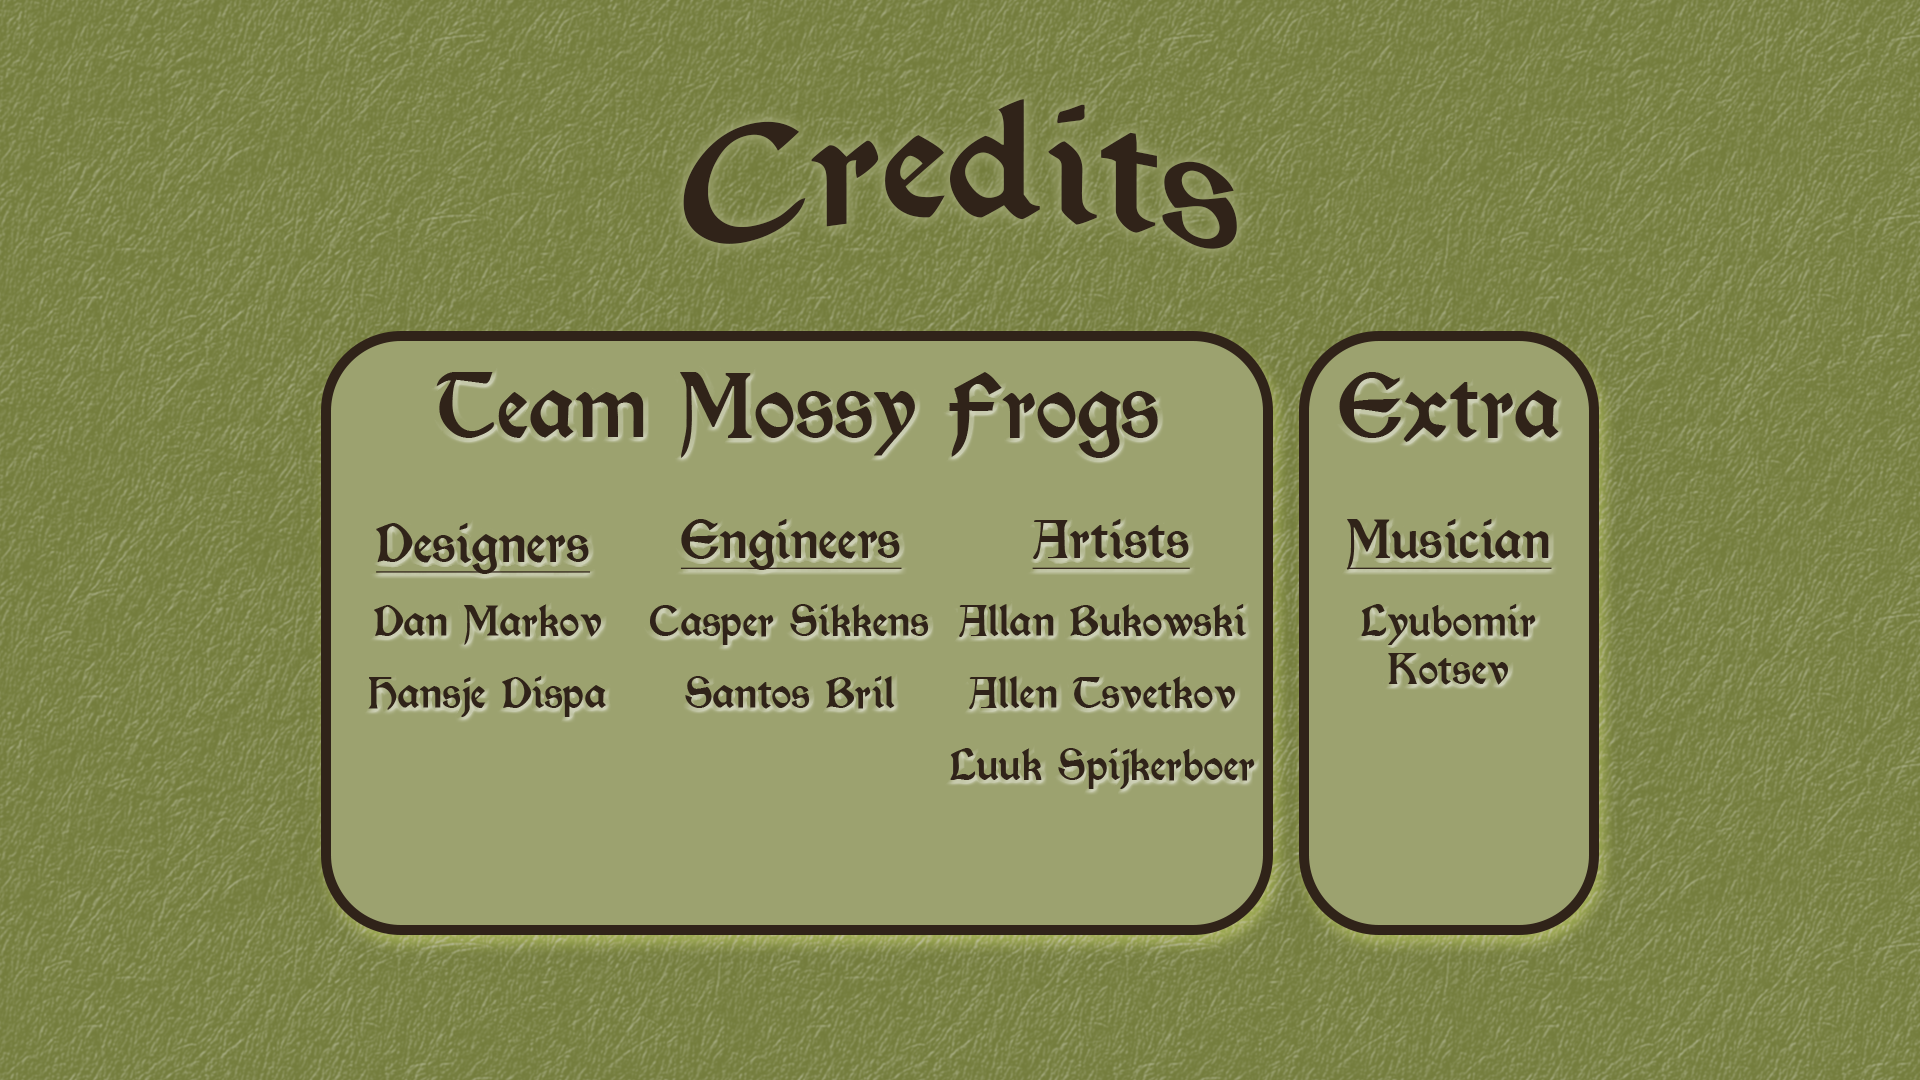 Credits
Team Mossy Frogs
Designers
Dan Markov
Hansje Dispa
Engineers
Casper Sikkens
Santos Bril
Artists
Allan Bukowski
Allen Tsvetkov
Luuk Spijkerboer
Extra
Musician
Lyubomir
Kotsev